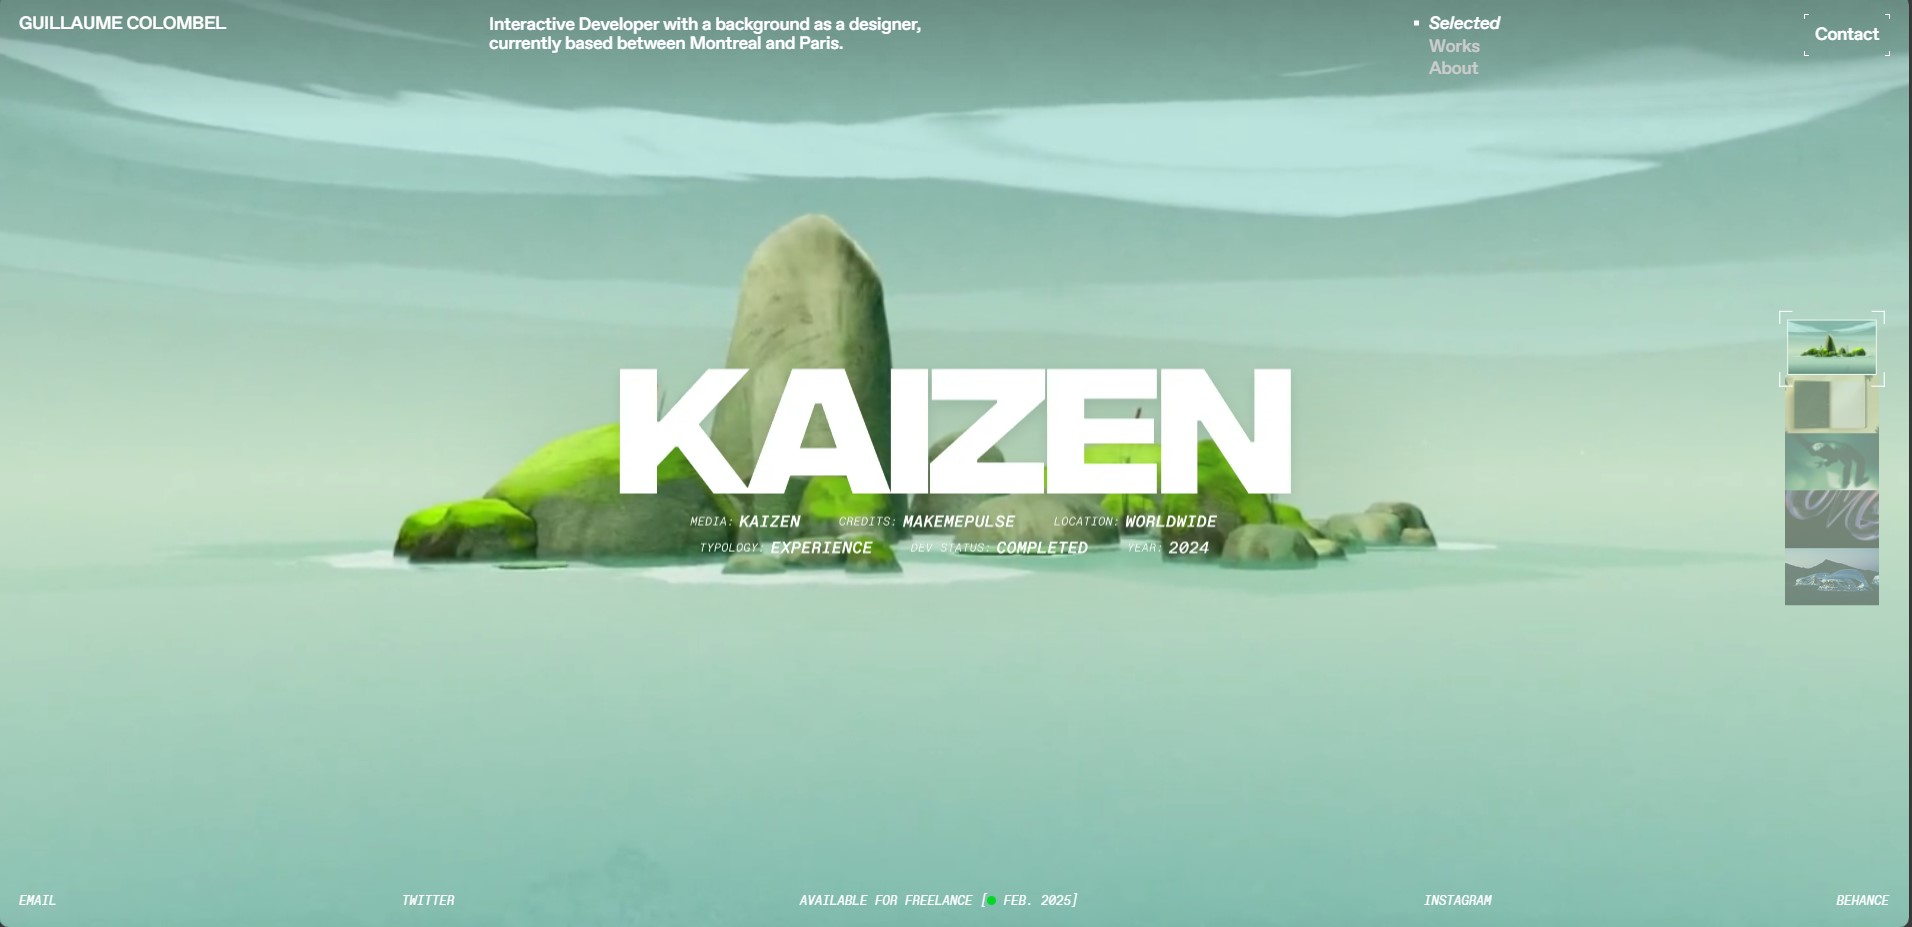 GUILLAUME COLOMBEL
Interactive Developer with a background as a designer,
currently based between Montreal and Paris.
Selected
Works
About
Contact
KAIZEN
MEDIA: KAIZEN CREDITS: MAKEMEPULSE LOCATION: WORLDWIDE
TYPOLOGY: EXPERIENCE DEV STATUS: COMPLETED YEAR: 2024
EMAIL
TWITTER
AVAILABLE FOR FREELANCE [● FEB. 2025]
INSTAGRAM
BEHANCE